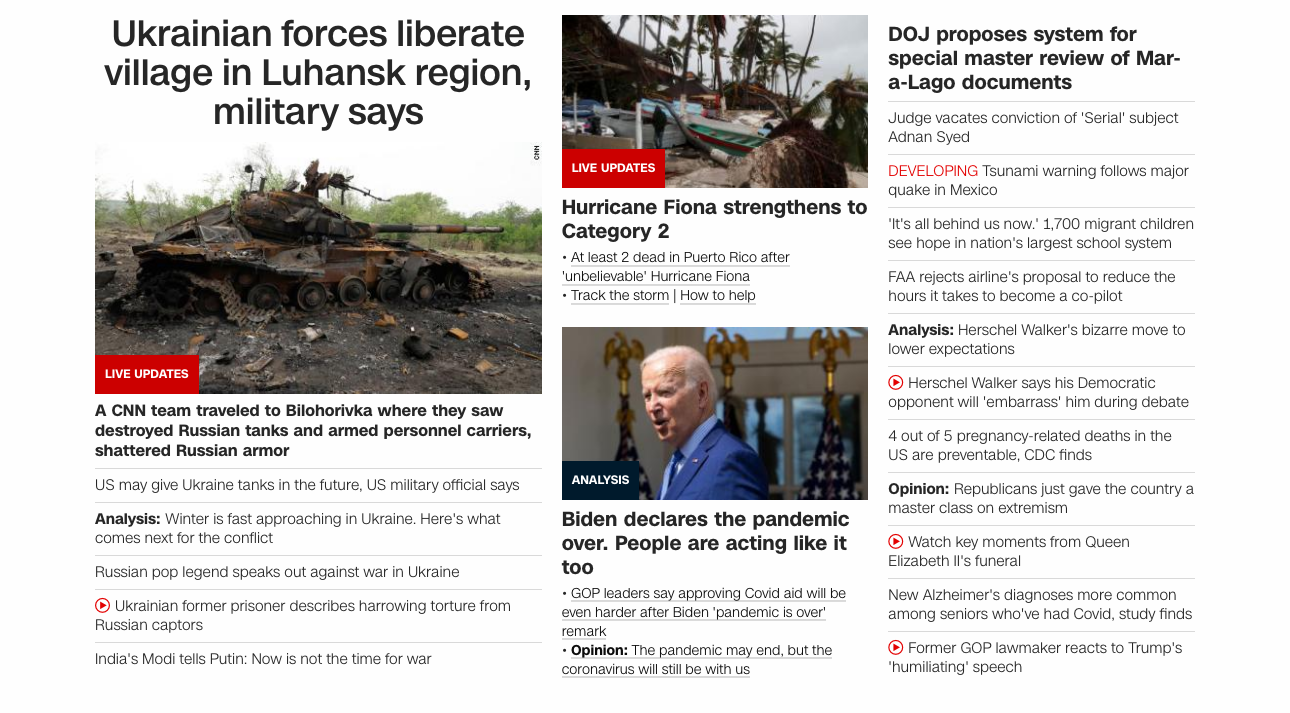 Ukrainian forces liberate
village in Luhansk region,
military says
CNN
LIVE UPDATES
A CNN team traveled to Bilohorivka where they saw
destroyed Russian tanks and armed personnel carriers,
shattered Russian armor
US may give Ukraine tanks in the future, US military official says
Analysis: Winter is fast approaching in Ukraine. Here's what
comes next for the conflict
Russian pop legend speaks out against war in Ukraine
Ukrainian former prisoner describes harrowing torture from
Russian captors
India's Modi tells Putin: Now is not the time for war
LIVE UPDATES
Hurricane Fiona strengthens to
Category 2
• At least 2 dead in Puerto Rico after
'unbelievable' Hurricane Fiona
• Track the storm | How to help
ANALYSIS
Biden declares the pandemic
over. People are acting like it
too
• GOP leaders say approving Covid aid will be
even harder after Biden 'pandemic is over'
remark
• Opinion: The pandemic may end, but the
coronavirus will still be with us
DOJ proposes system for
special master review of Mar-
a-Lago documents
Judge vacates conviction of 'Serial' subject
Adnan Syed
DEVELOPING Tsunami warning follows major
quake in Mexico
'It's all behind us now.' 1,700 migrant children
see hope in nation's largest school system
FAA rejects airline's proposal to reduce the
hours it takes to become a co-pilot
Analysis: Herschel Walker's bizarre move to
lower expectations
Herschel Walker says his Democratic
opponent will 'embarrass' him during debate
4 out of 5 pregnancy-related deaths in the
US are preventable, CDC finds
Opinion: Republicans just gave the country a
master class on extremism
Watch key moments from Queen
Elizabeth II's funeral
New Alzheimer's diagnoses more common
among seniors who've had Covid, study finds
Former GOP lawmaker reacts to Trump's
'humiliating' speech